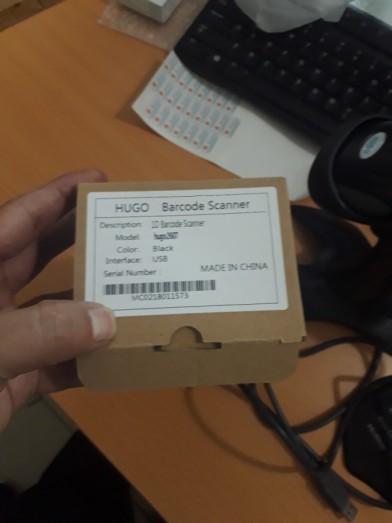 HUGO Barcode Scanner
Description: 1D Barcode Scanner
Model: hugo2607
Color: Black
Interface: USB
Serial Number :
MADE IN CHINA
MC0218011573